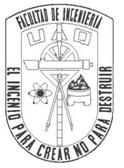 FACULTAD DE INGENIERIA
UAQ
EL INGENIO PARA CREAR NO PARA DESTRUIR